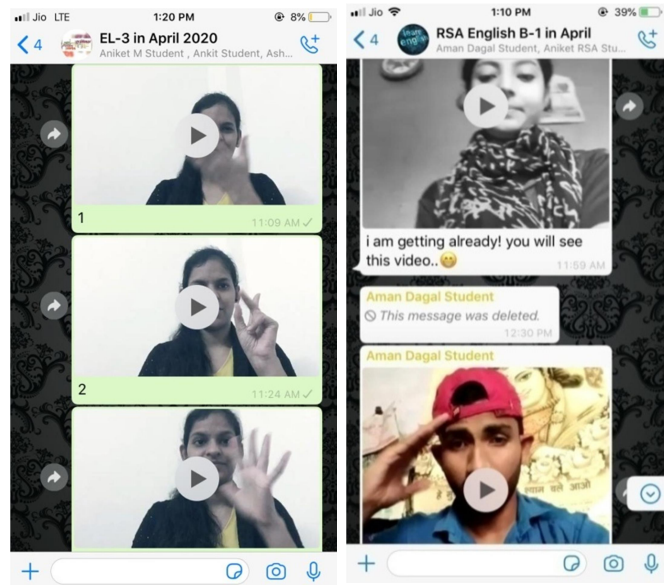 Jio LTE 1:20 PM 8%
4 EL-3 in April 2020
Aniket M Student , Ankit Student, Ash...
1
11:09 AM
2
11:24 AM
Jio 1:10 PM 39%
4 RSA English B-1 in April
Aman Dagal Student, Aniket RSA Stu...
i am getting already! you will see
this video..😁
11:59 AM
Aman Dagal Student
This message was deleted.
12:30 PM
Aman Dagal Student
चले आओ